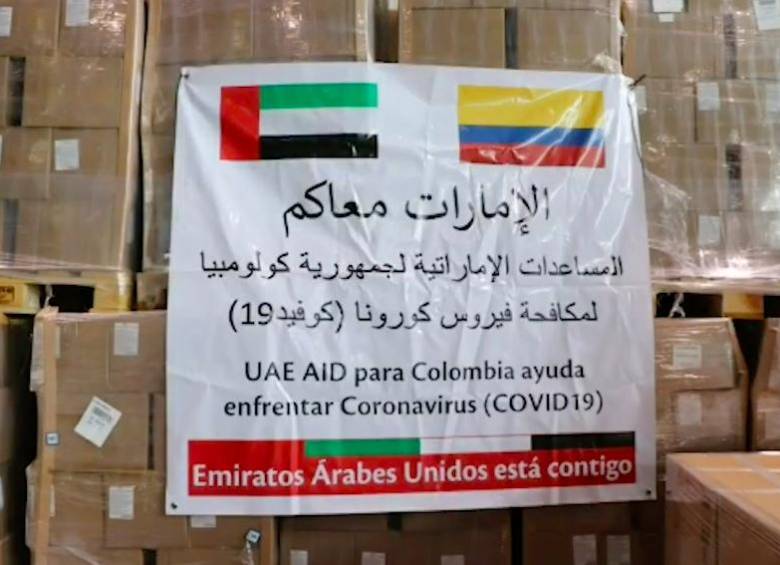 الإمارات معاكم
المساعدات الإماراتية لجمهورية كولومبيا
لمكافحة فيروس كورونا (كوفيد19)
UAE AID para Colombia ayuda
enfrentar Coronavirus (COVID19)
Emiratos Árabes Unidos está contigo